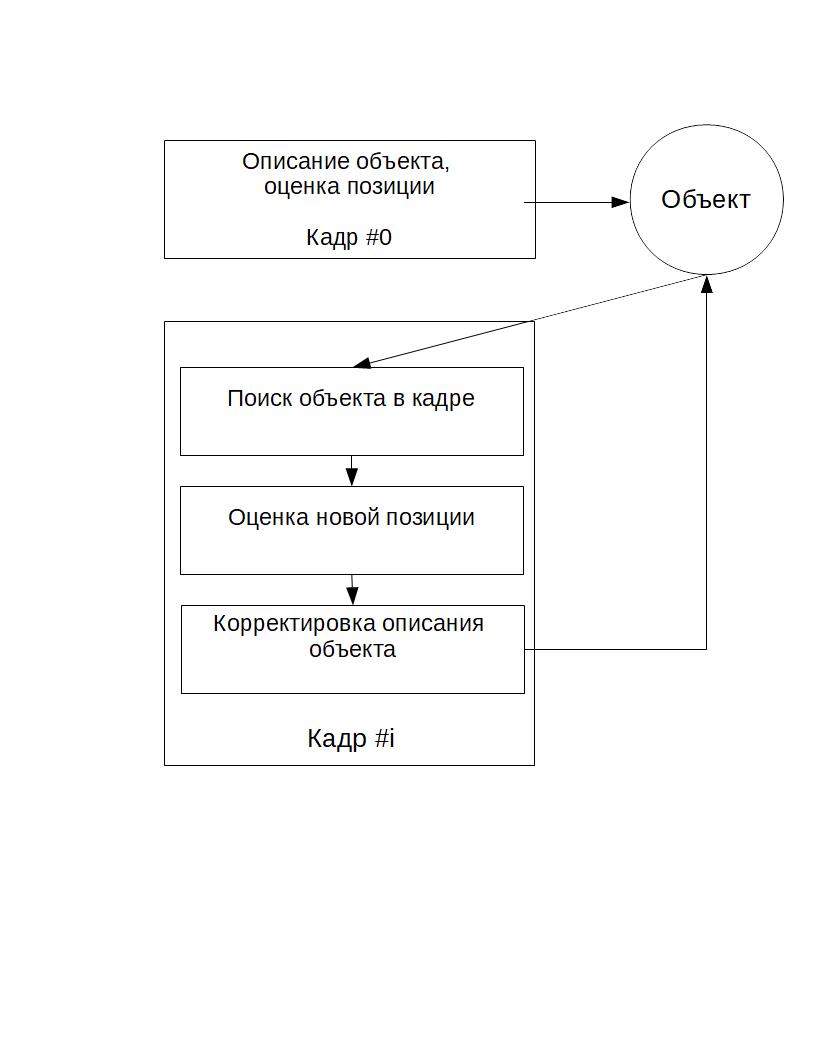 Описание объекта,
оценка позиции
Кадр #0
Объект
Поиск объекта в кадре
Оценка новой позиции
Корректировка описания
объекта
Кадр #i